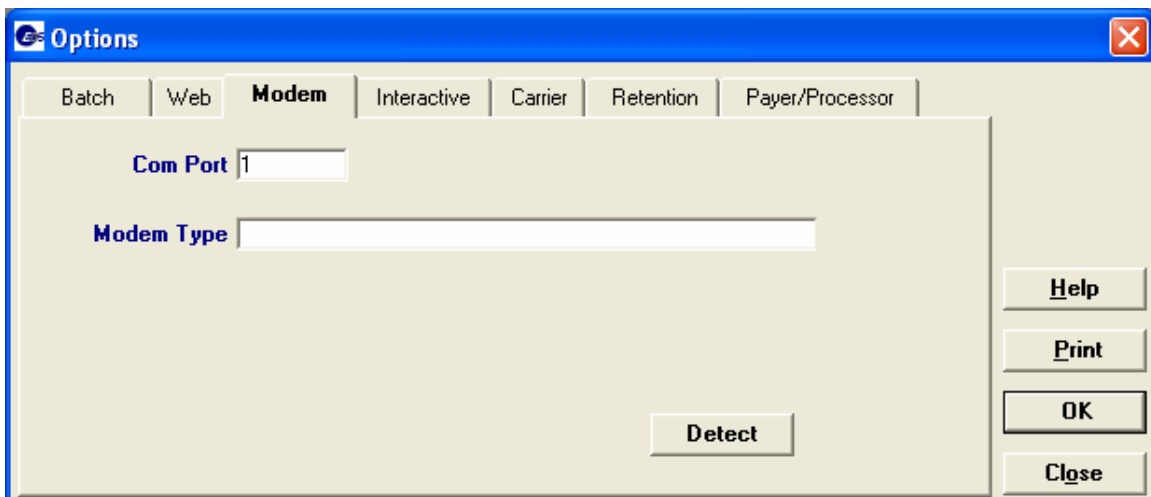 Options
Batch Web Modem Interactive Carrier Retention Payer/Processor
Com Port 1
Modem Type
Help
Print
Detect
OK
Close